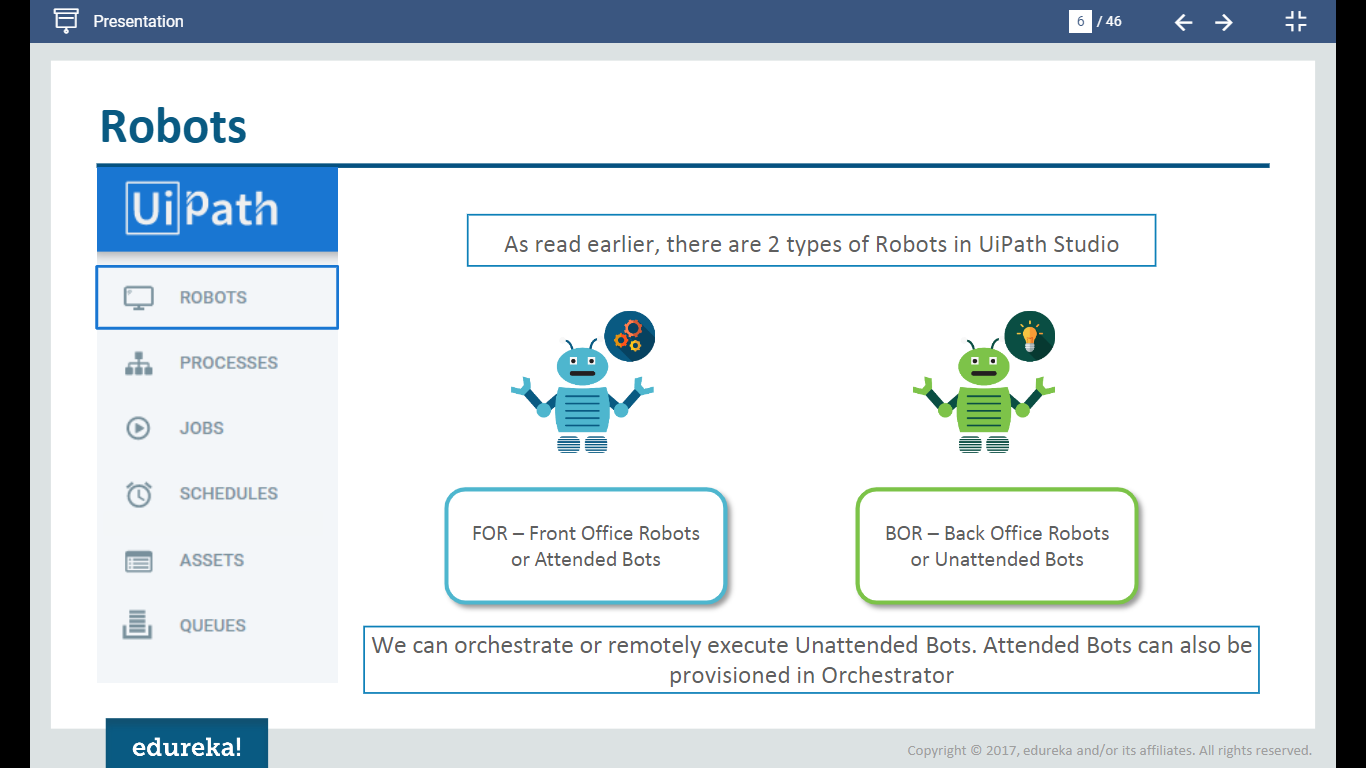 Presentation
6 / 46
Robots
UiPath
ROBOTS
PROCESSES
JOBS
SCHEDULES
ASSETS
QUEUES
As read earlier, there are 2 types of Robots in UiPath Studio
FOR – Front Office Robots
or Attended Bots
BOR – Back Office Robots
or Unattended Bots
We can orchestrate or remotely execute Unattended Bots. Attended Bots can also be
provisioned in Orchestrator
edureka!
Copyright © 2017, edureka and/or its affiliates. All rights reserved.